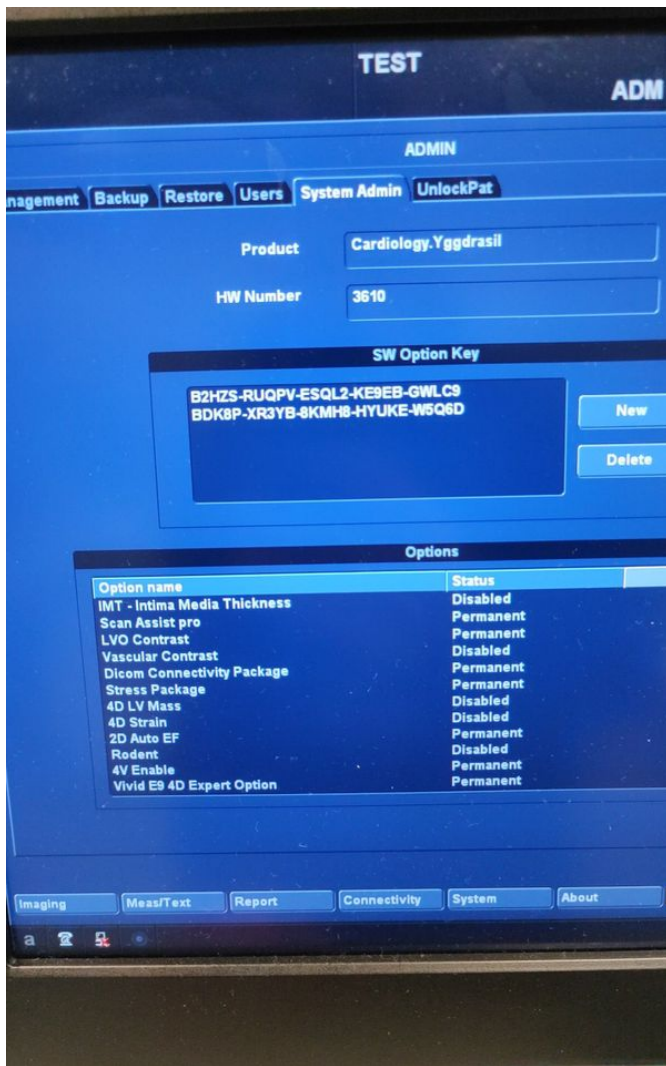 TEST
ADM
ADMIN
nagement Backup Restore Users System Admin UnlockPat
Product Cardiology.Yggdrasil
HW Number 3610
SW Option Key
B2HZS-RUQPV-ESQL2-KE9EB-GWLC9
BDK8P-XR3YB-8KMH8-HYUKE-W5Q6D
New
Delete
Options
Option name Status
IMT - Intima Media Thickness Disabled
Scan Assist pro Permanent
LVO Contrast Permanent
Vascular Contrast Disabled
Dicom Connectivity Package Permanent
Stress Package Permanent
4D LV Mass Disabled
4D Strain Disabled
2D Auto EF Permanent
Rodent Disabled
4V Enable Permanent
Vivid E9 4D Expert Option Permanent
Imaging Meas/Text Report Connectivity System About
a